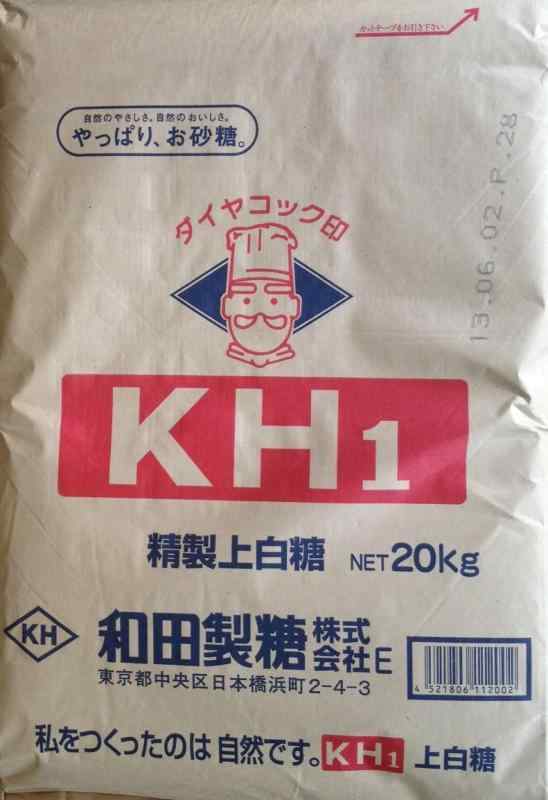 カットテープをお引き下さい。
自然のやさしさ。自然のおいしさ。
やっぱり、お砂糖。
ダイヤコック印
13.06.02.P.28
KH1
精製上白糖 NET20kg
KH 和田製糖株式会社E
東京都中央区日本橋浜町2-4-3
4 521806 112002
私をつくったのは 自然です。KH1 上白糖